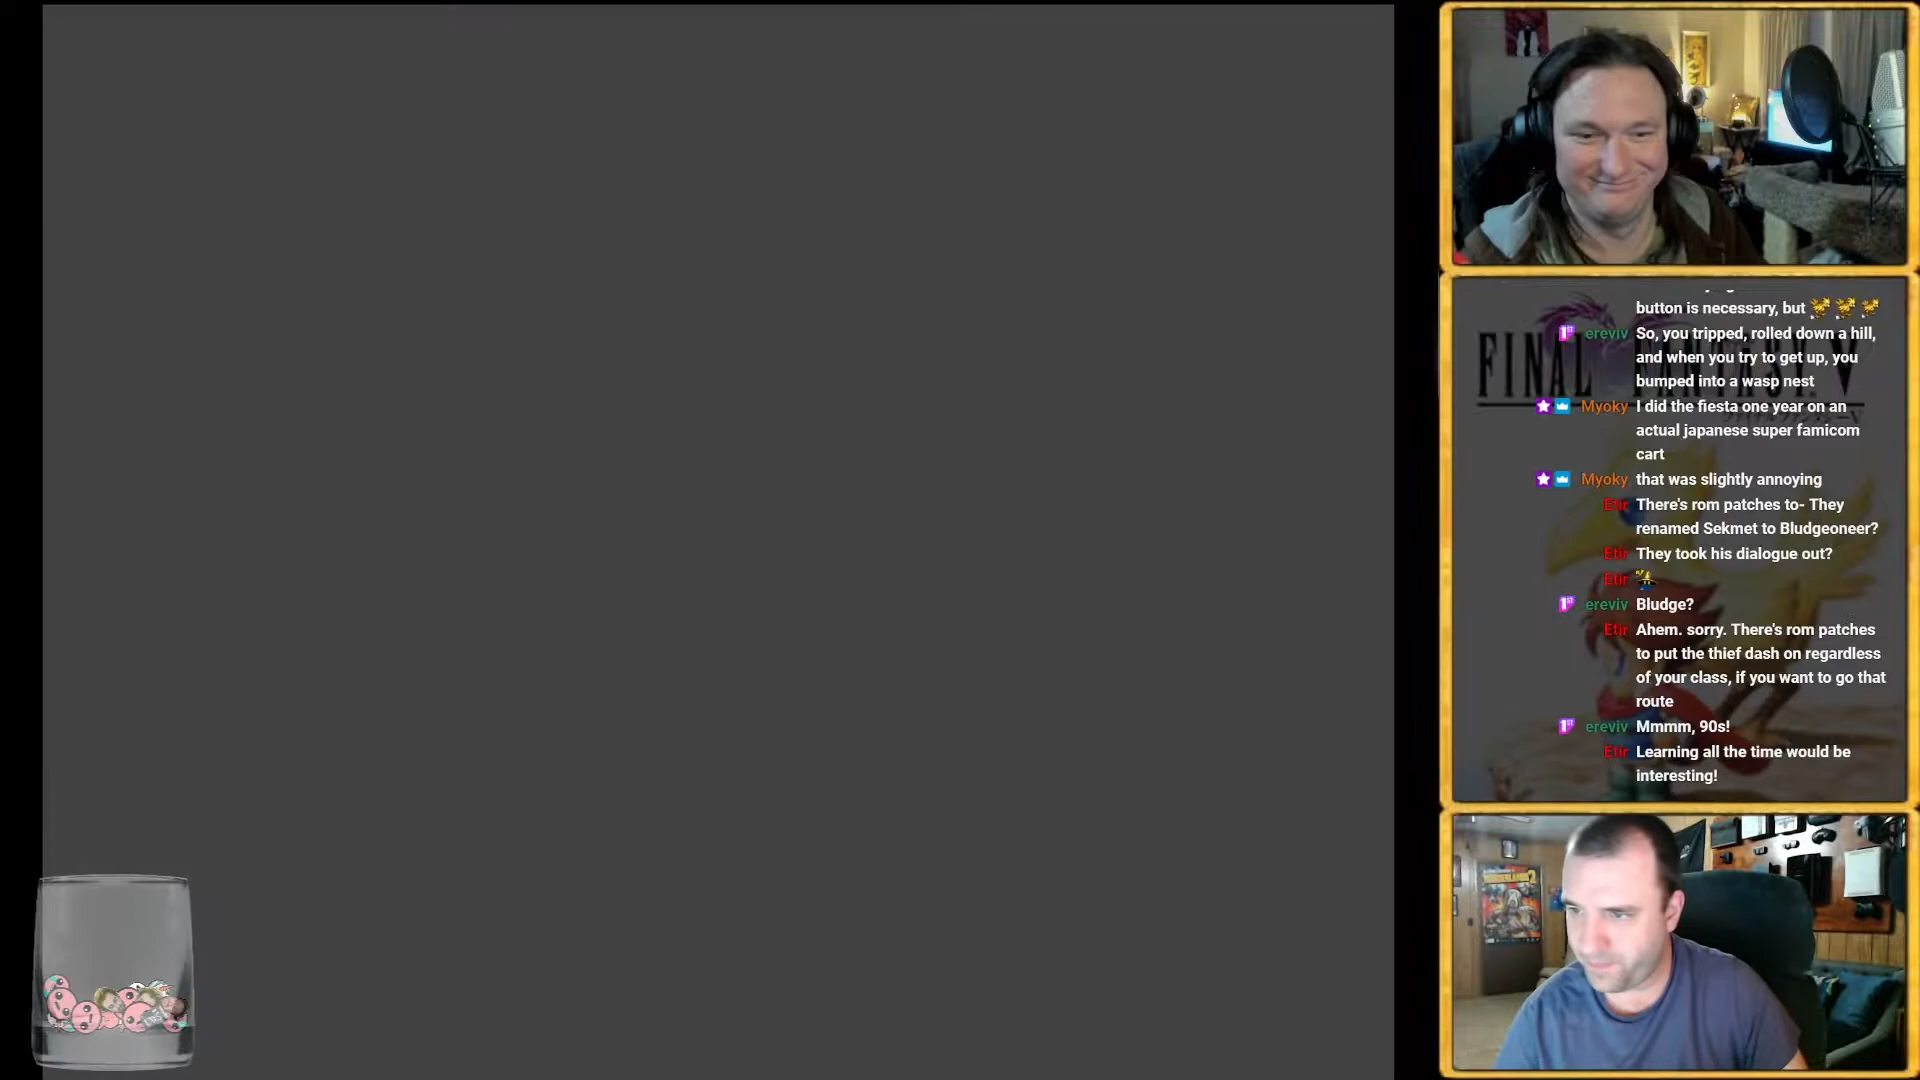 button is necessary, but
ereviv So, you tripped, rolled down a hill,
and when you try to get up, you
bumped into a wasp nest
Myoky I did the fiesta one year on an
actual japanese super famicom
cart
Myoky that was slightly annoying
Etir There's rom patches to- They
renamed Sekmet to Bludgeoneer?
Etir They took his dialogue out?
Etir
ereviv Bludge?
Etir Ahem. sorry. There's rom patches
to put the thief dash on regardless
of your class, if you want to go that
route
ereviv Mmmm, 90s!
Etir Learning all the time would be
interesting!
FINAL FANTASY V
BORDERLANDS 2